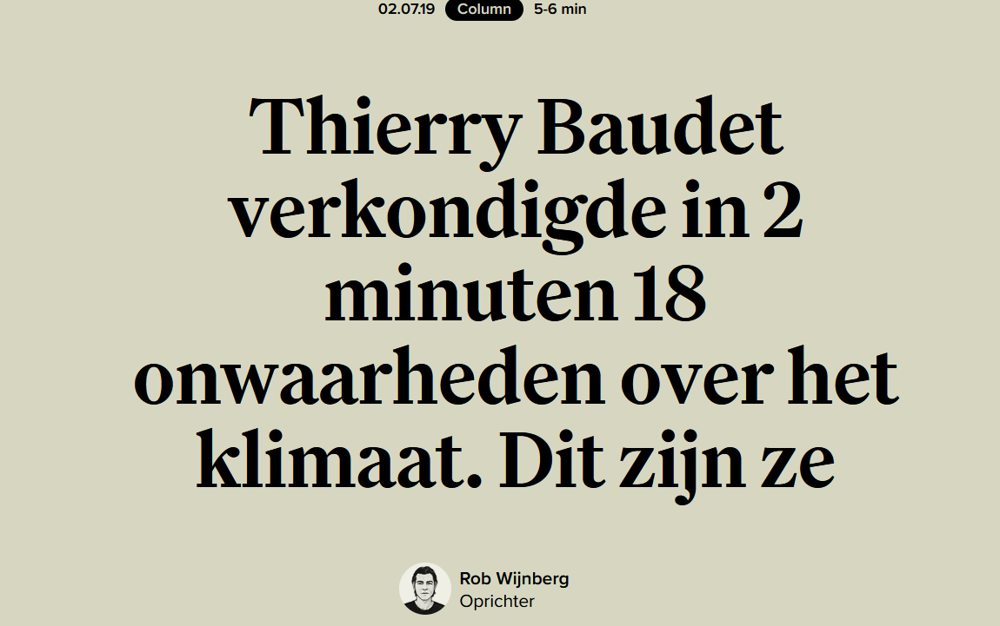 02.07.19 Column 5-6 min
Thierry Baudet
verkondigde in 2
minuten 18
onwaarheden over het
klimaat. Dit zijn ze
Rob Wijnberg
Oprichter